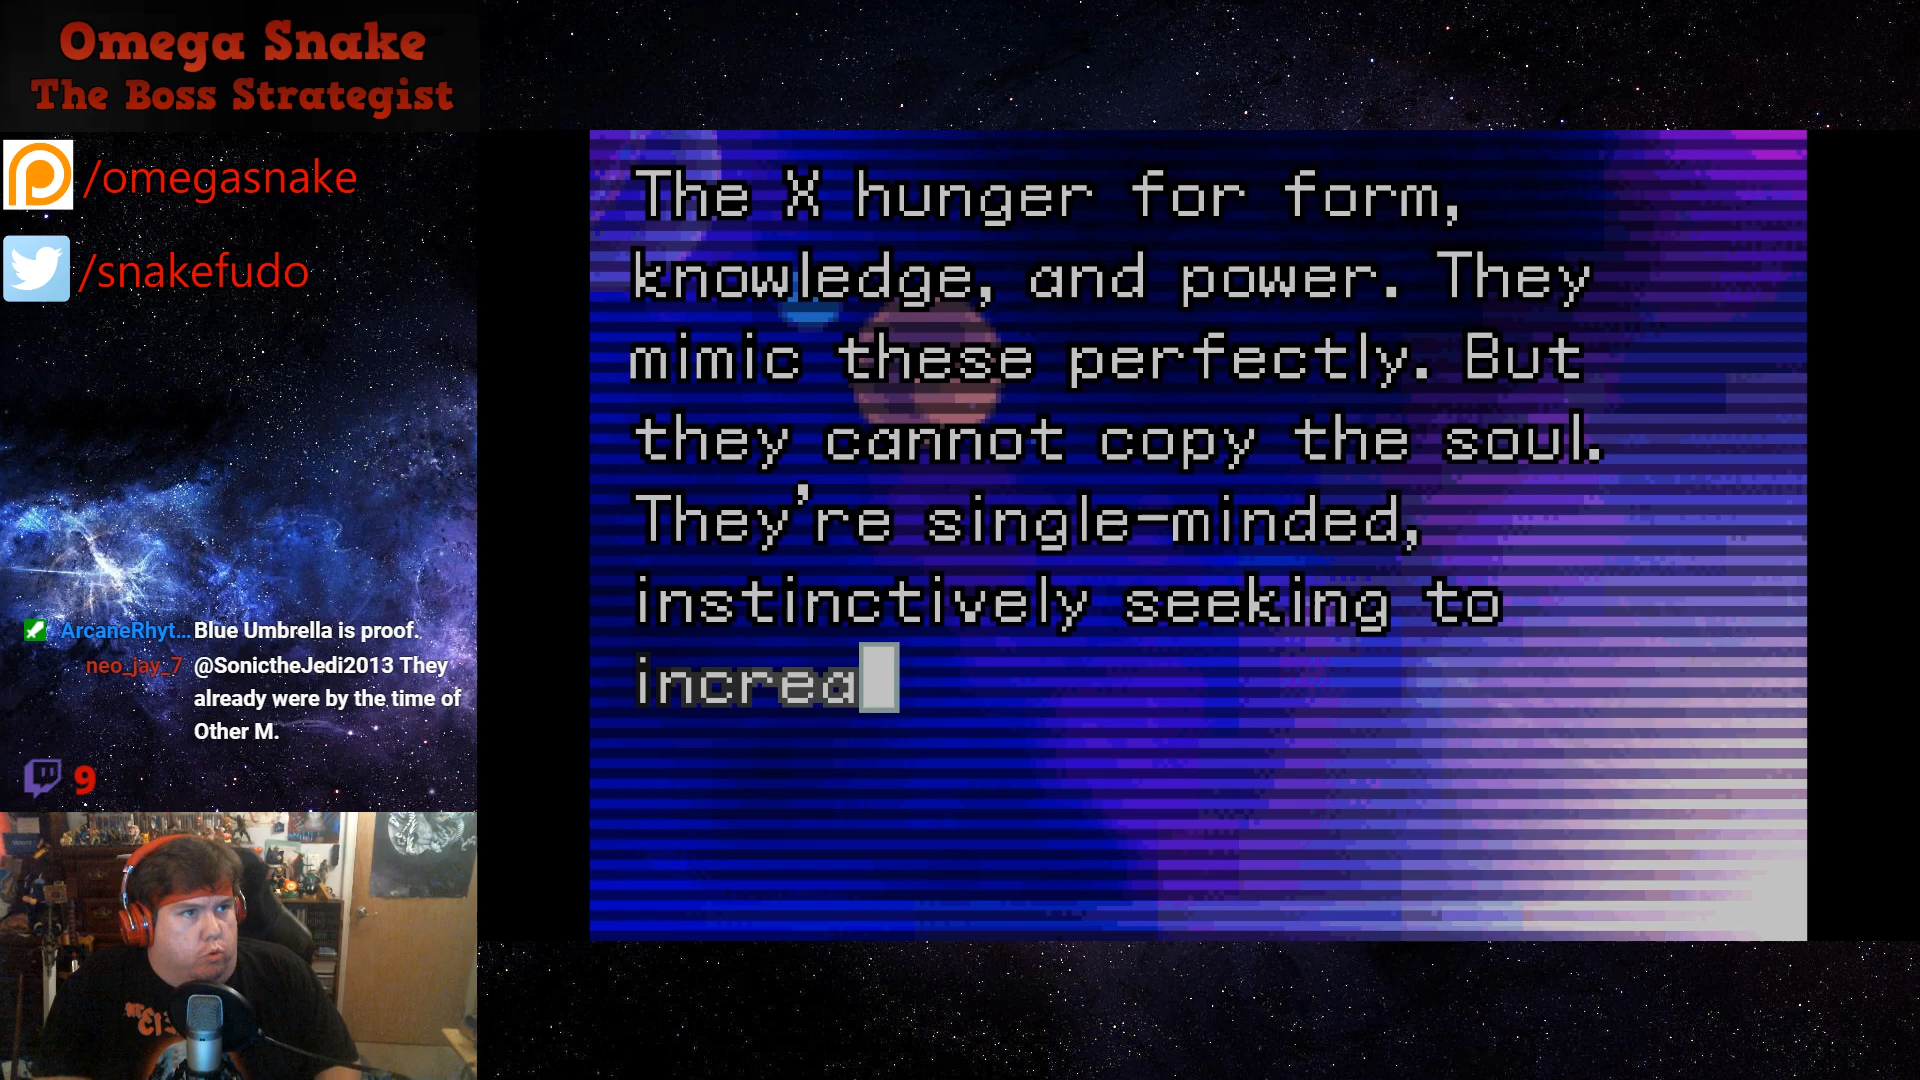 Omega Snake
The Boss Strategist
/omegasnake
/snakefudo
ArcaneRhyt... Blue Umbrella is proof.
neo_jay_7 @SonictheJedi2013 They
already were by the time of
Other M.
9
The X hunger for form,
knowledge, and power. They
mimic these perfectly. But
they cannot copy the soul.
They're single-minded,
instinctively seeking to
increa